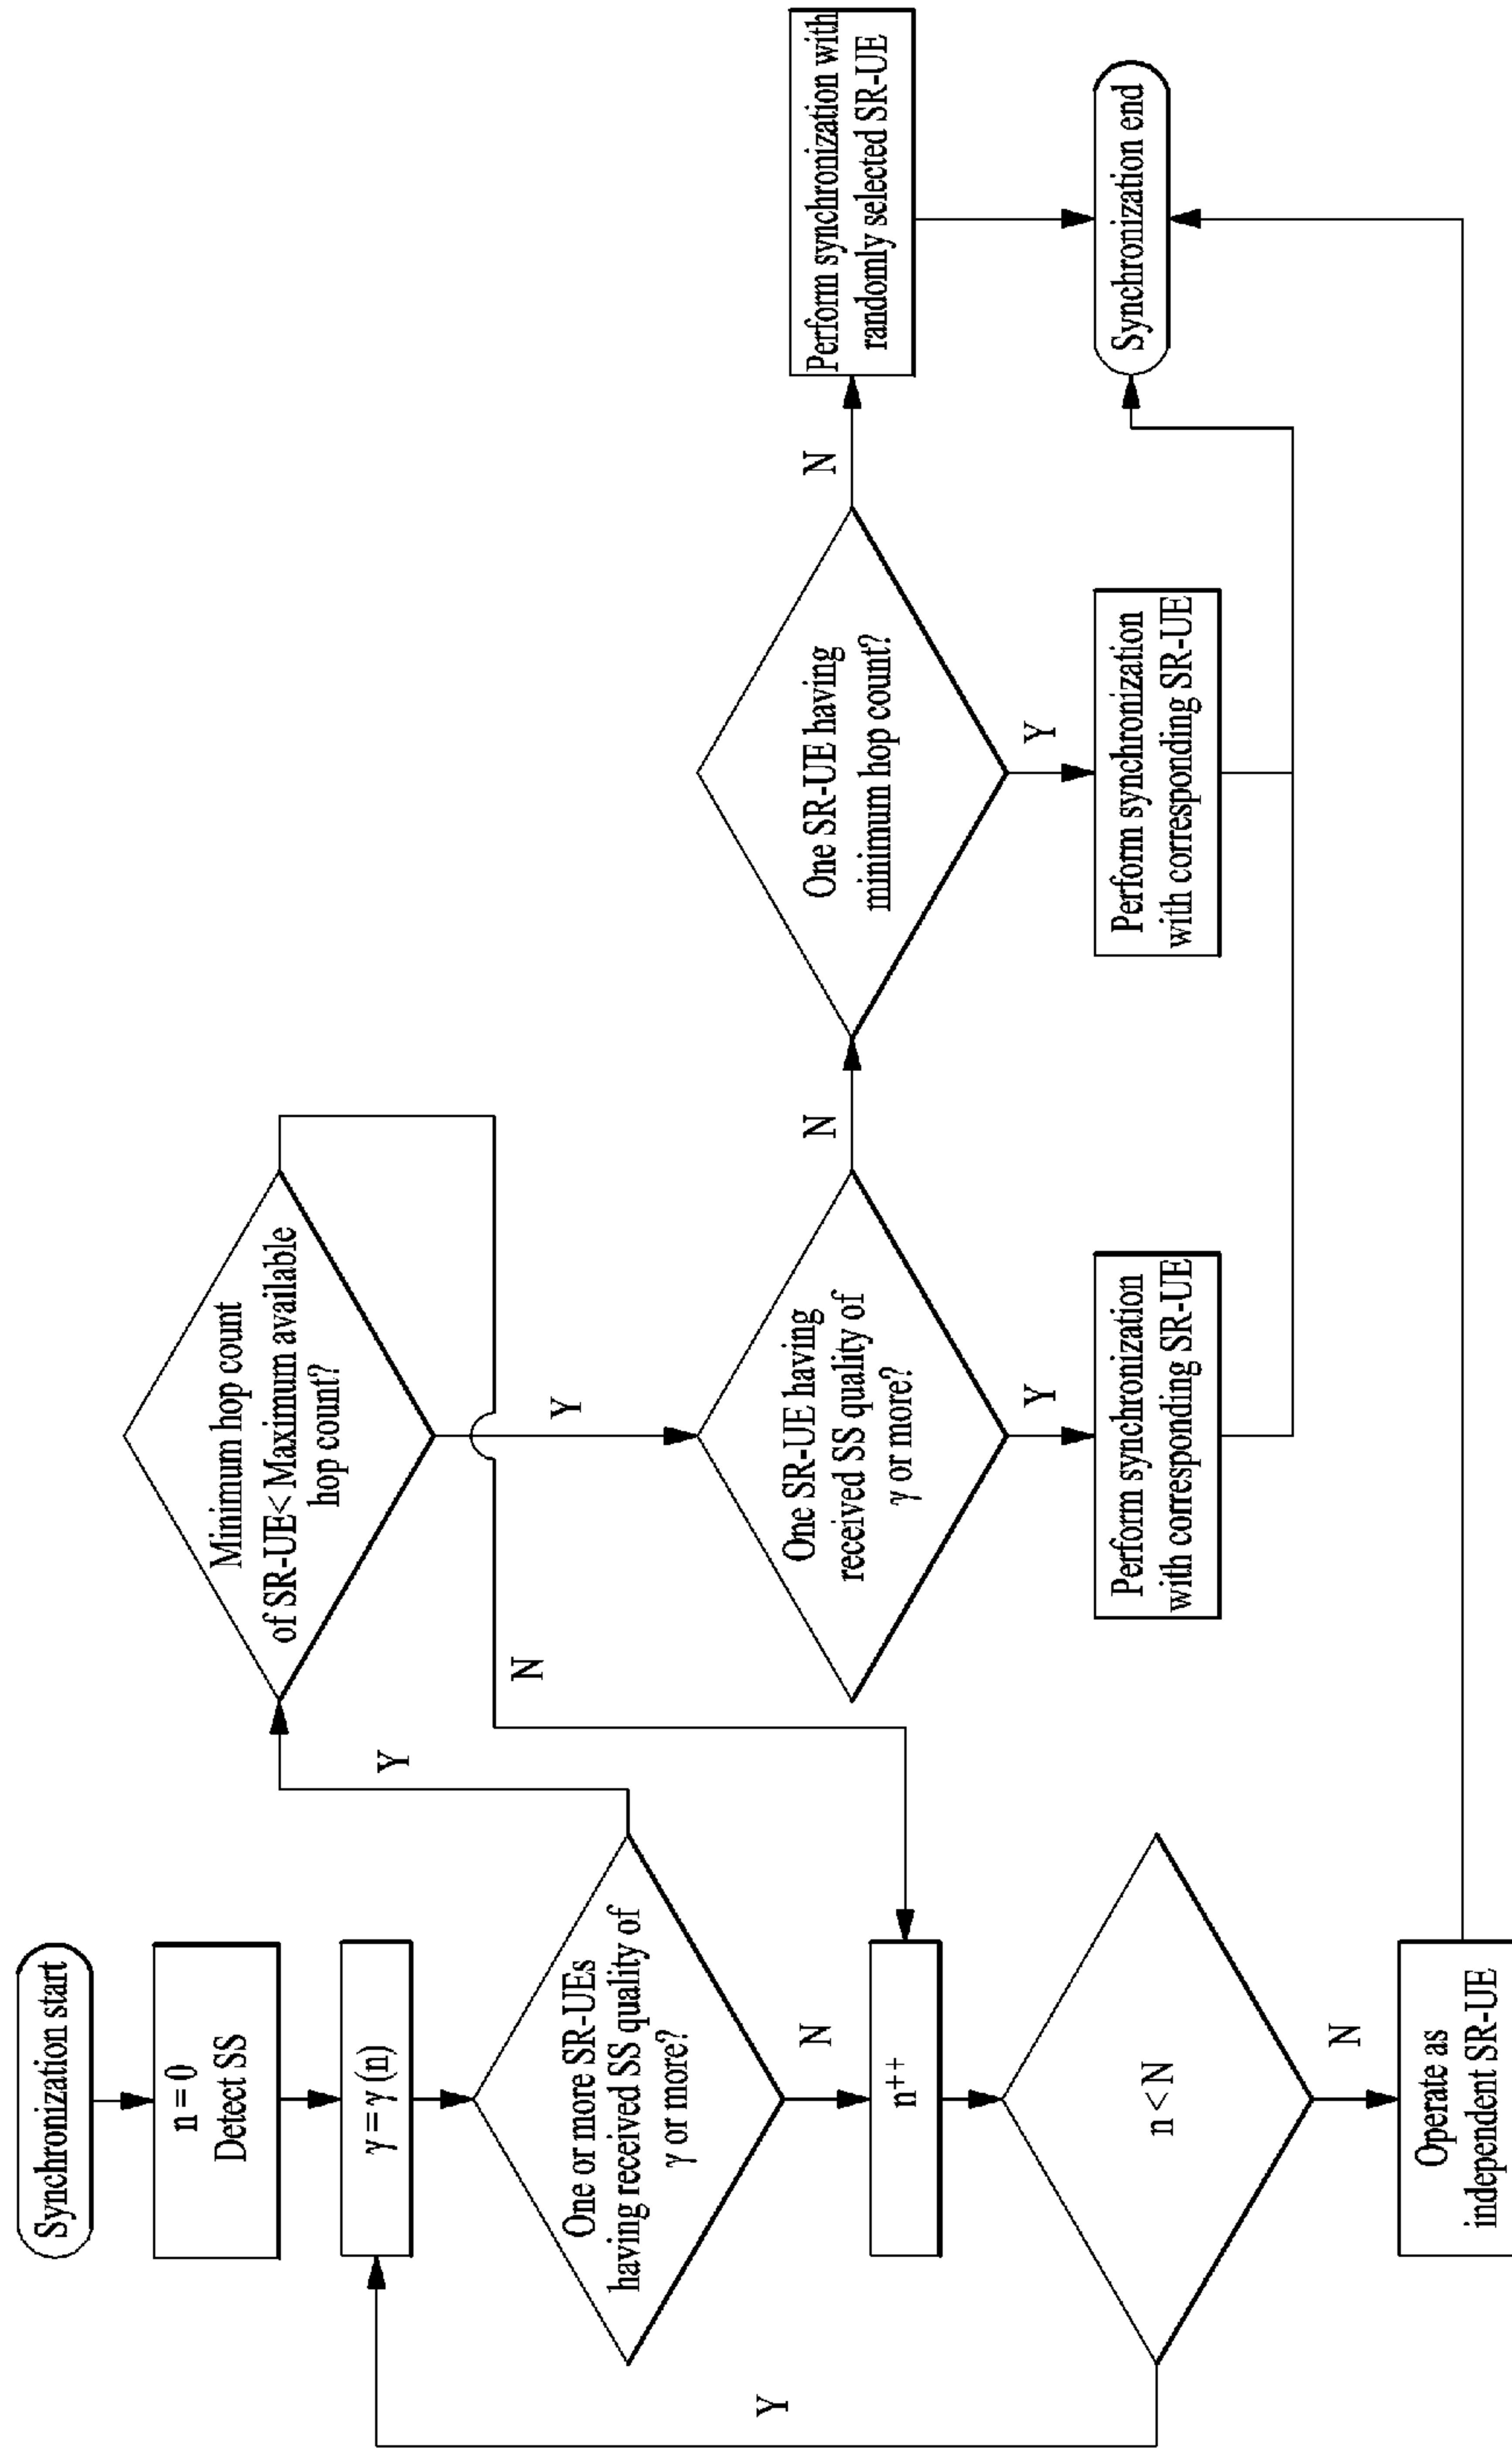 Synchronization start
n = 0
Detect SS
γ = γ (n)
One or more SR-UEs
having received SS quality of
γ or more?
Y
N
n++
n < N
Y
N
Operate as
independent SR-UE
Minimum hop count
of SR-UE< Maximum available
hop count?
N
Y
One SR-UE having
received SS quality of
γ or more?
N
Y
Perform synchronization
with corresponding SR-UE
One SR-UE having
minimum hop count?
N
Y
Perform synchronization
with corresponding SR-UE
Perform synchronization with
randomly selected SR-UE
Synchronization end